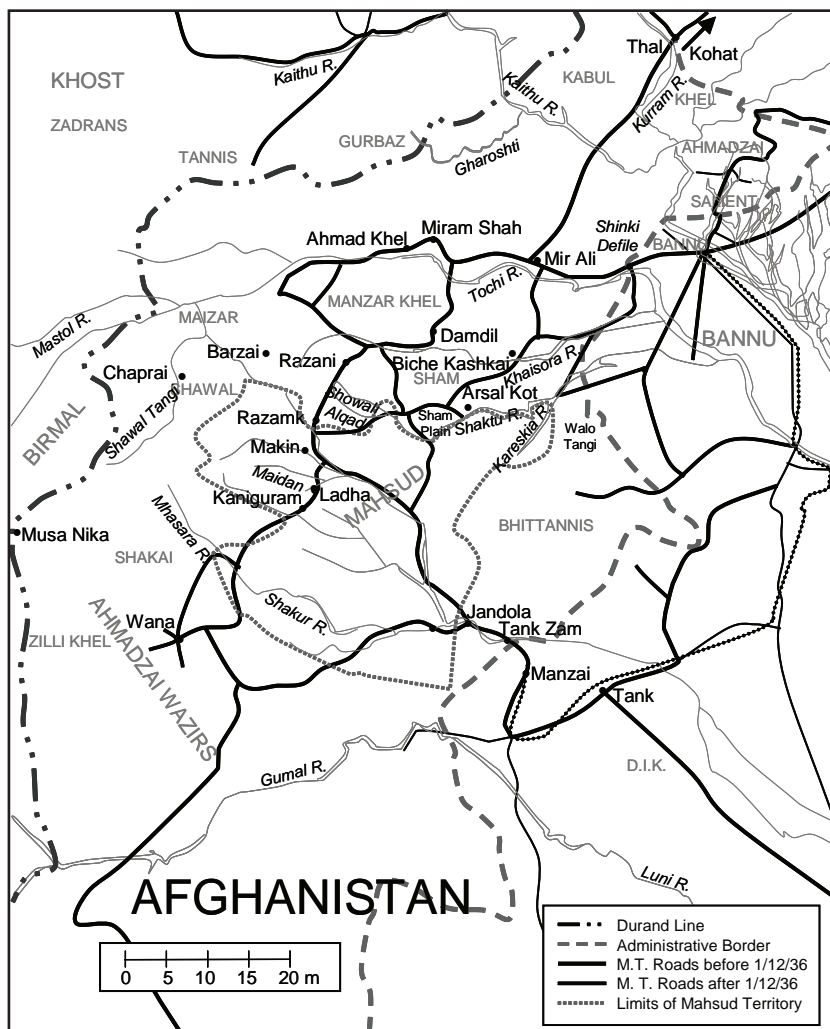 Thal
Kohat
KHOST
Kaithu R.
KABUL
Kaithu R.
Kurram R.
KHEL
ZADRANS
GURBAZ
AHMADZAI
TANNIS
Gharoshti
SADENT
Miram Shah
Shinki
Defile
Ahmad Khel
BANNU
Mir Ali
Tochi R.
MANZAR KHEL
MAIZAR
Mastol R.
Damdil
BANNU
Barzai
Razani
Biche Kashkai
Khaisora R.
Chaprai
SHAWAL
SHAM
Showali
Alqad
Arsal Kot
BIRMAL
Shawal Tangi
Razamk
Sham
Plain
Shaktu R.
Kareskia R.
Walo
Tangi
Makin
Maidan
MAHSUD
Kaniguram
Ladha
Musa Nika
Mhasara R.
BHITTANNIS
SHAKAI
Shakur R.
Jandola
Wana
Tank Zam
ZILLI KHEL
AHMADZAI WAZIRS
Manzai
Tank
Gumal R.
D.I.K.
Luni R.
AFGHANISTAN
Durand Line
Administrative Border
M.T. Roads before 1/12/36
M. T. Roads after 1/12/36
Limits of Mahsud Territory
0 5 10 15 20 m